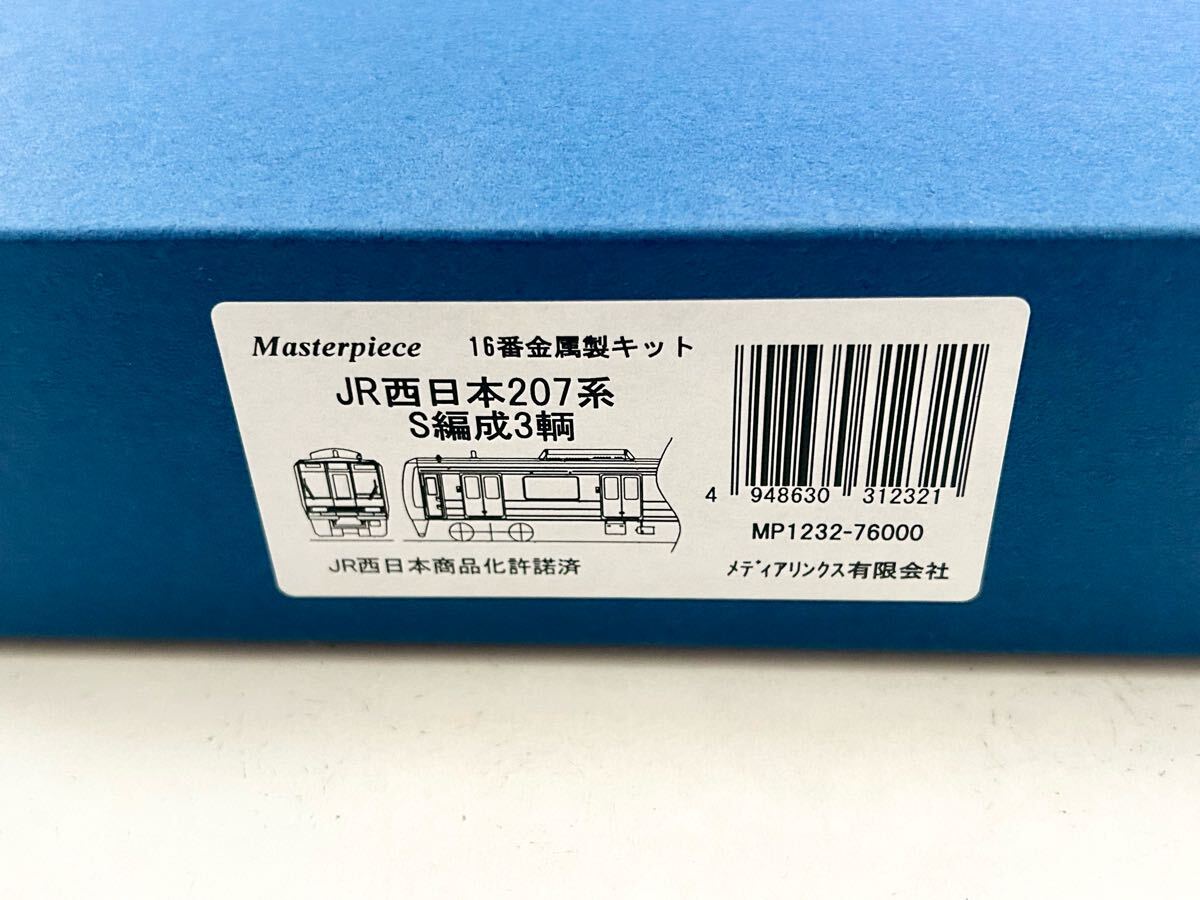 Masterpiece 16番金属製キット
JR西日本207系
S編成3輌
4 948630 312321
MP1232-76000
JR西日本商品化許諾済
ﾒﾃﾞｨｱリンクス有限会社